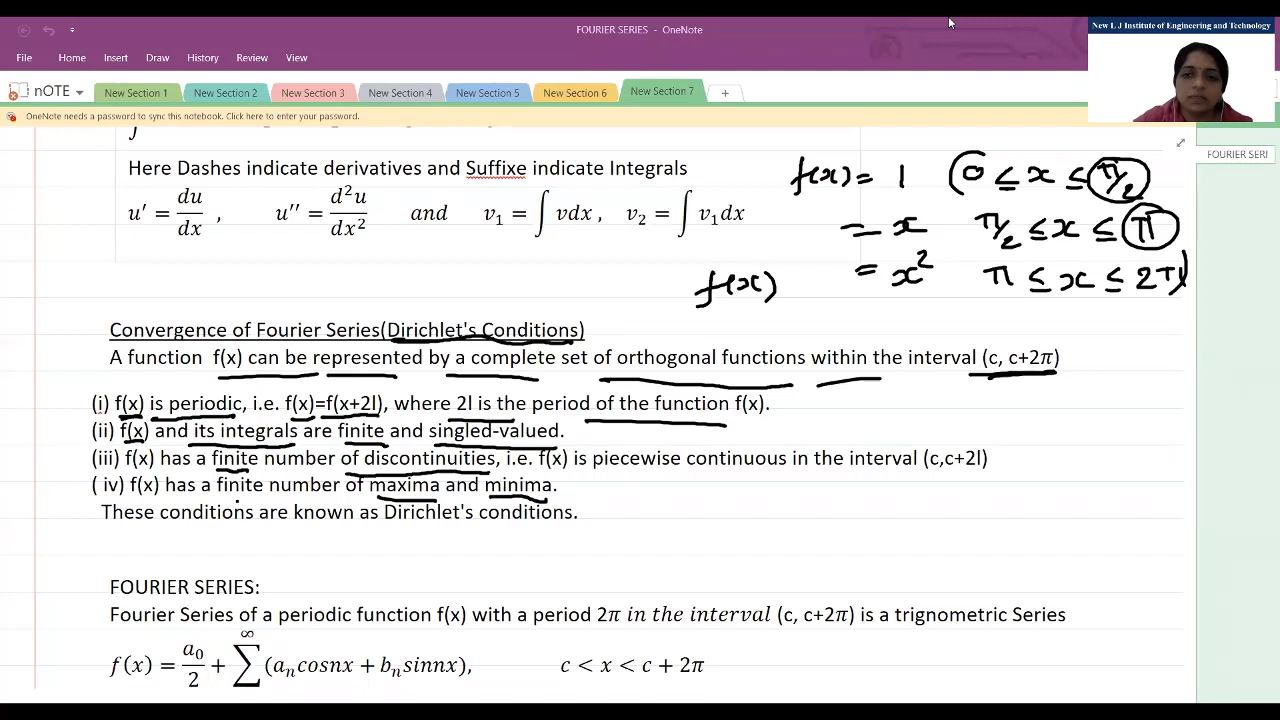 FOURIER SERIES - OneNote
New L J Institute of Engineering and Technology
File Home Insert Draw History Review View
nOTE New Section 1 New Section 2 New Section 3 New Section 4 New Section 5 New Section 6 New Section 7 +
OneNote needs a password to sync this notebook. Click here to enter your password.
FOURIER SERI
Here Dashes indicate derivatives and Suffixe indicate Integrals
u' = du/dx , u'' = d²u/dx² and v₁ = ∫ vdx , v₂ = ∫ v₁dx
f(x) = 1 (0 ≤ x ≤ π/2
= x π/2 ≤ x ≤ π
= x² π ≤ x ≤ 2π)
f(x)
Convergence of Fourier Series(Dirichlet's Conditions)
A function f(x) can be represented by a complete set of orthogonal functions within the interval (c, c+2π)
(i) f(x) is periodic, i.e. f(x)=f(x+2l), where 2l is the period of the function f(x).
(ii) f(x) and its integrals are finite and singled-valued.
(iii) f(x) has a finite number of discontinuities, i.e. f(x) is piecewise continuous in the interval (c,c+2l)
( iv) f(x) has a finite number of maxima and minima.
These conditions are known as Dirichlet's conditions.
FOURIER SERIES:
Fourier Series of a periodic function f(x) with a period 2π in the interval (c, c+2π) is a trignometric Series
f(x) = a₀/2 + ∞∑ (aₙcosnx + bₙsinnx), c < x < c + 2π